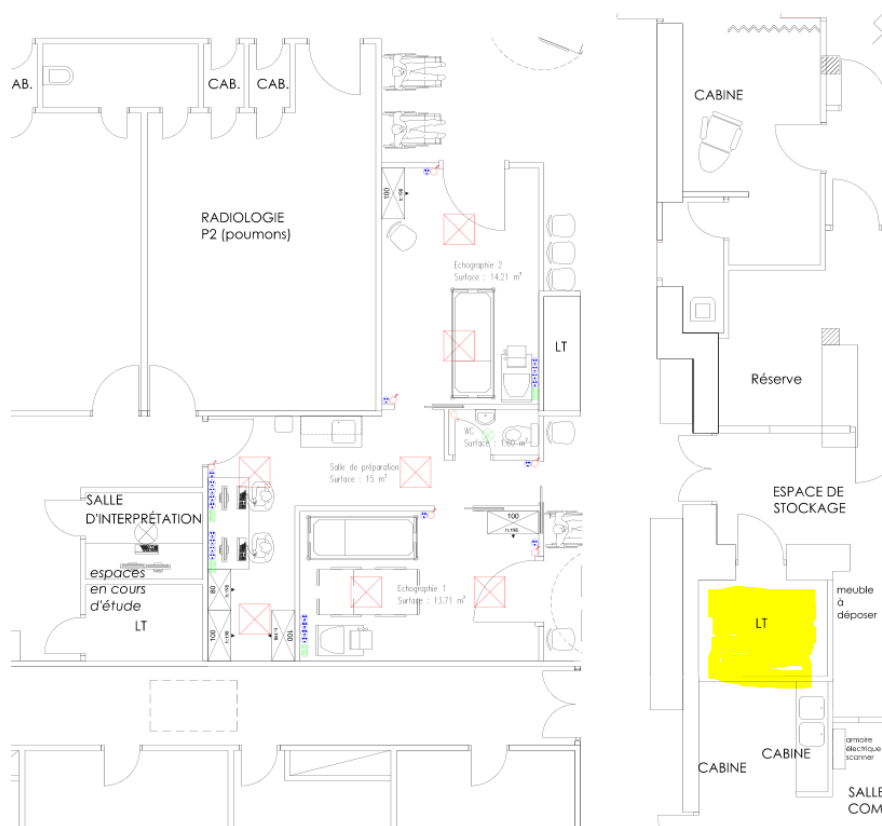 AB.
CAB.
CAB.
CABINE
100
h:98
RADIOLOGIE
P2 (poumons)
Echographie 2
Surface : 14.21 m²
LT
Réserve
WC
Surface : 1.60 m²
Salle de préparation
Surface : 15 m²
SALLE
D'INTERPRÉTATION
100
ESPACE DE
STOCKAGE
espaces
en cours
d'étude
LT
80
Echographie 1
Surface : 13.71 m²
100
100
LT
meuble
à
déposer
CABINE
CABINE
armoire
électrique
scanner
SALLE
COM